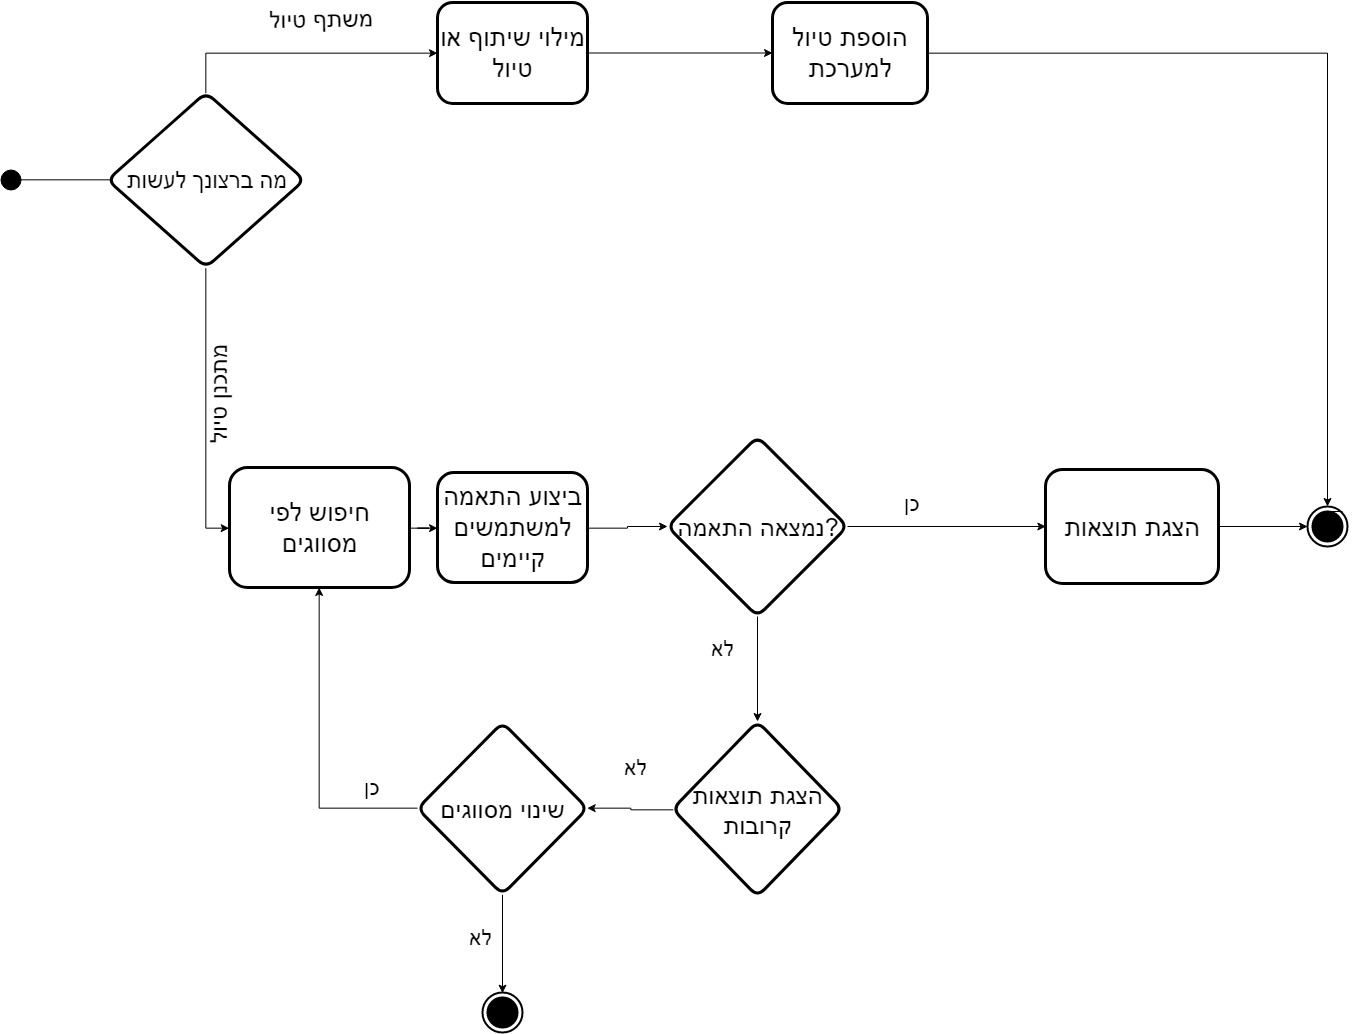 משתף טיול
מילוי שיתוף או
טיול
הוספת טיול
למערכת
מה ברצונך לעשות
מתכנן טיול
חיפוש לפי
מסווגים
ביצוע התאמה
למשתמשים
קיימים
נמצאה התאמה?
כן
הצגת תוצאות
לא
הצגת תוצאות
קרובות
לא
שינוי מסווגים
כן
לא